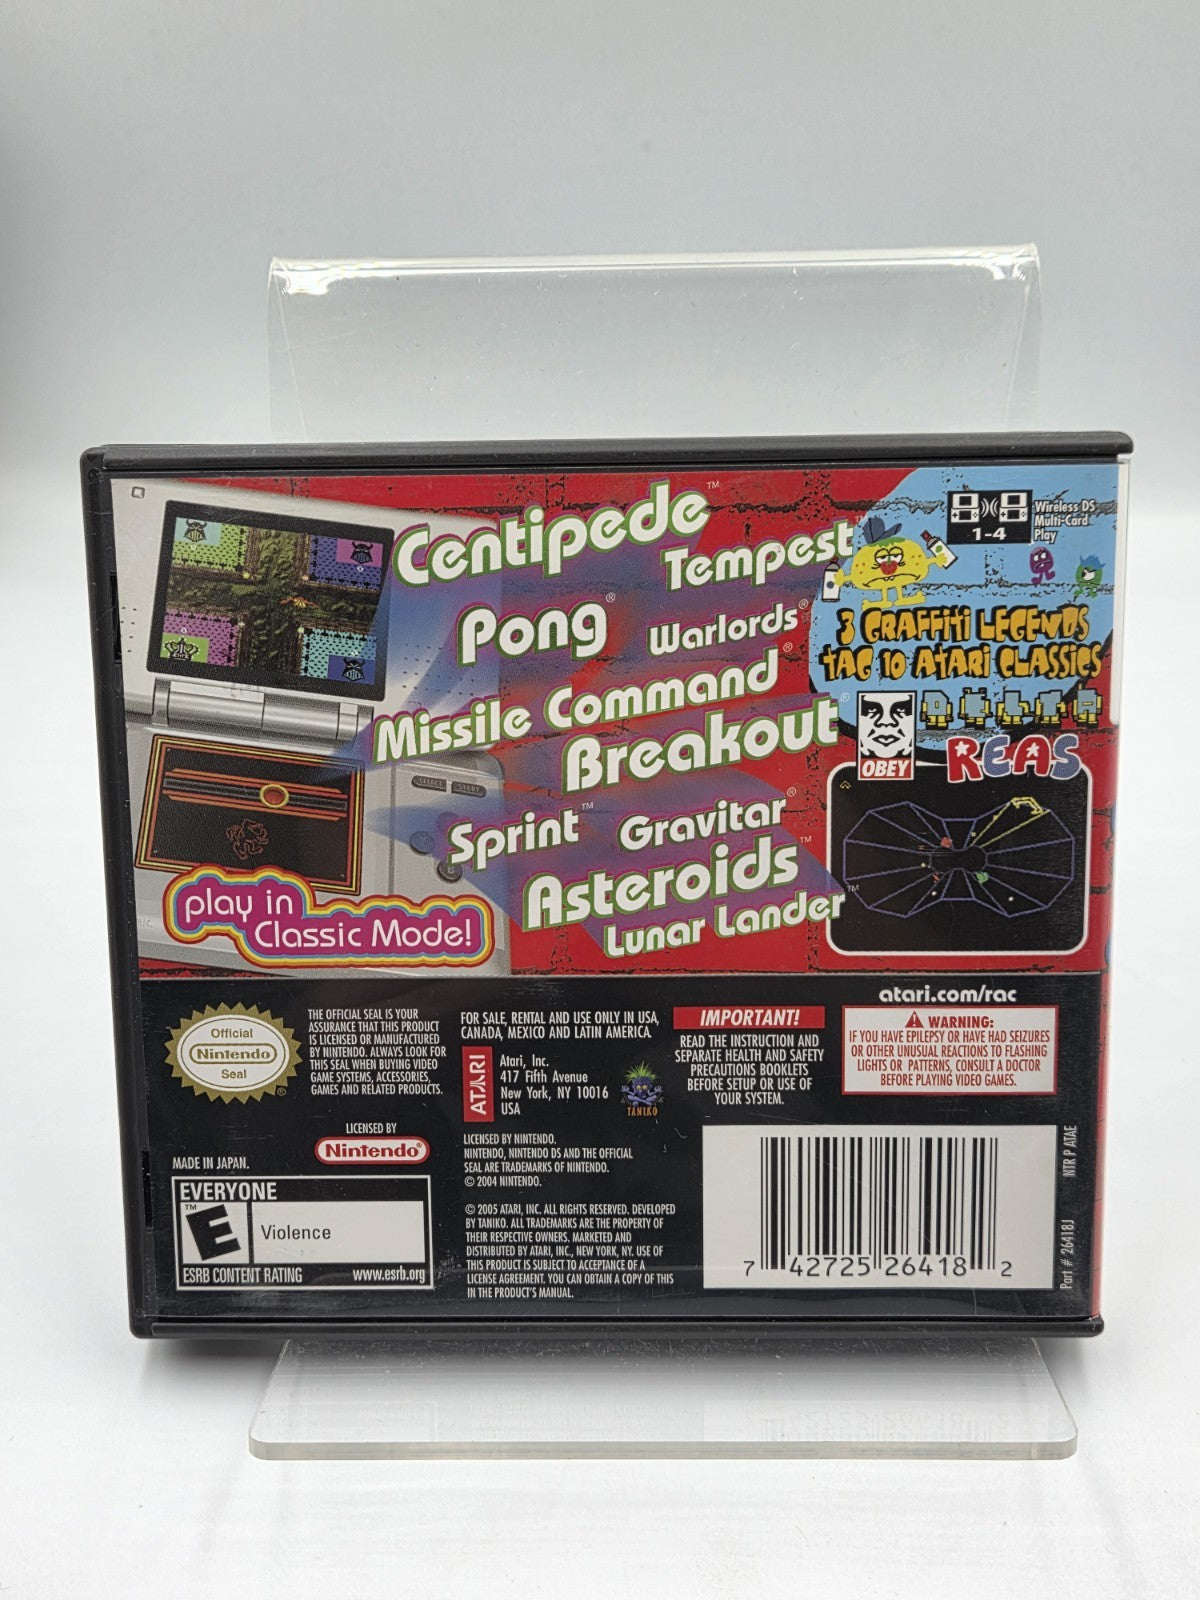 Centipede™
Tempest
Pong®
Warlords®
Missile Command®
Breakout®
Sprint™
Gravitar®
Asteroids™
Lunar Lander™
play in
Classic Mode!
SELECT START
B
1-4
Wireless DS
Multi-Card
Play
3 GRAFFITI LEGENDS
TAG 10 ATARI CLASSICS
OBEY
DELTA
REAS
atari.com/rac
Official
Nintendo
Seal
®
THE OFFICIAL SEAL IS YOUR
ASSURANCE THAT THIS PRODUCT
IS LICENSED OR MANUFACTURED
BY NINTENDO. ALWAYS LOOK FOR
THIS SEAL WHEN BUYING VIDEO
GAME SYSTEMS, ACCESSORIES,
GAMES AND RELATED PRODUCTS.
LICENSED BY
Nintendo®
MADE IN JAPAN.
EVERYONE
™
E
Violence
ESRB CONTENT RATING www.esrb.org
FOR SALE, RENTAL AND USE ONLY IN USA,
CANADA, MEXICO AND LATIN AMERICA.
ATARI
Atari, Inc.
417 Fifth Avenue
New York, NY 10016
USA
TANIKO
LICENSED BY NINTENDO.
NINTENDO, NINTENDO DS AND THE OFFICIAL
SEAL ARE TRADEMARKS OF NINTENDO.
© 2004 NINTENDO.
© 2005 ATARI, INC. ALL RIGHTS RESERVED. DEVELOPED
BY TANIKO. ALL TRADEMARKS ARE THE PROPERTY OF
THEIR RESPECTIVE OWNERS. MARKETED AND
DISTRIBUTED BY ATARI, INC., NEW YORK, NY. USE OF
THIS PRODUCT IS SUBJECT TO ACCEPTANCE OF A
LICENSE AGREEMENT. YOU CAN OBTAIN A COPY OF THIS
IN THE PRODUCT'S MANUAL.
IMPORTANT!
READ THE INSTRUCTION AND
SEPARATE HEALTH AND SAFETY
PRECAUTIONS BOOKLETS
BEFORE SETUP OR USE OF
YOUR SYSTEM.
WARNING:
IF YOU HAVE EPILEPSY OR HAVE HAD SEIZURES
OR OTHER UNUSUAL REACTIONS TO FLASHING
LIGHTS OR PATTERNS, CONSULT A DOCTOR
BEFORE PLAYING VIDEO GAMES.
7 42725 26418 2
Part # 26418J NTR P ATAE